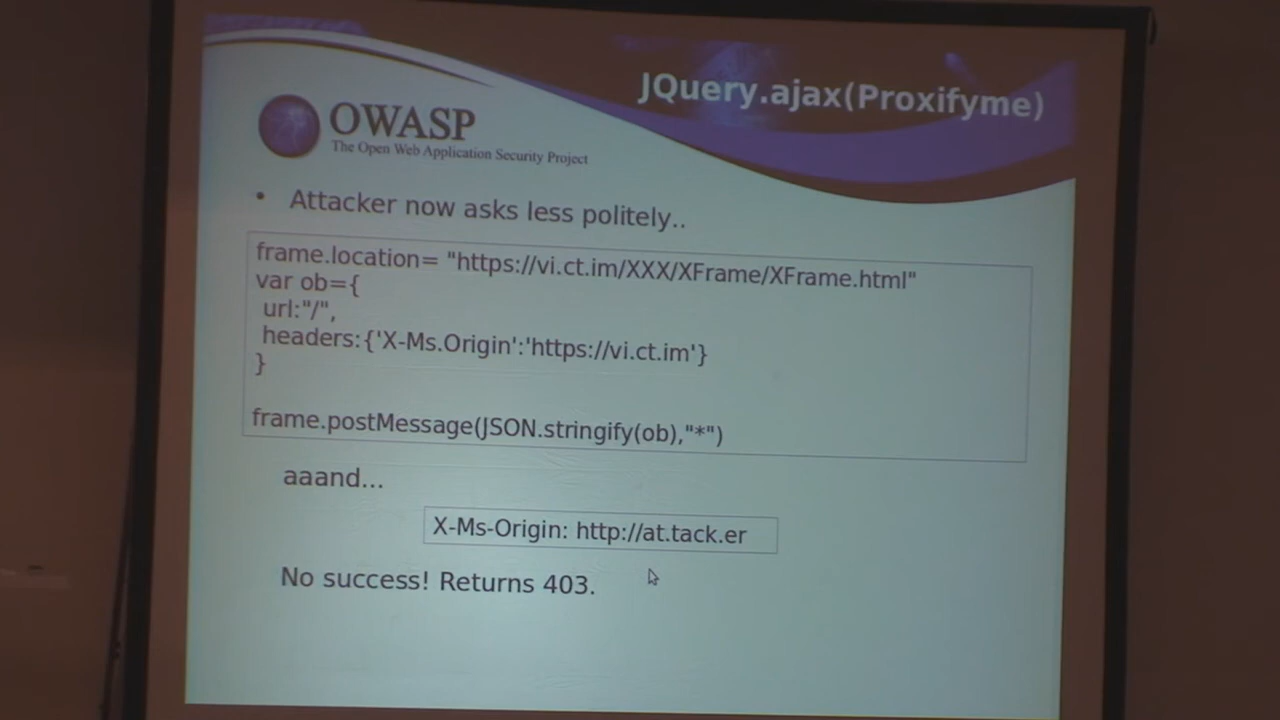 JQuery.ajax(Proxifyme)
OWASP
The Open Web Application Security Project
• Attacker now asks less politely..
frame.location= "https://vi.ct.im/XXX/XFrame/XFrame.html"
var ob={
url:"/",
headers:{'X-Ms.Origin':'https://vi.ct.im'}
}
frame.postMessage(JSON.stringify(ob),"*")
aaand...
X-Ms-Origin: http://at.tack.er
No success! Returns 403.